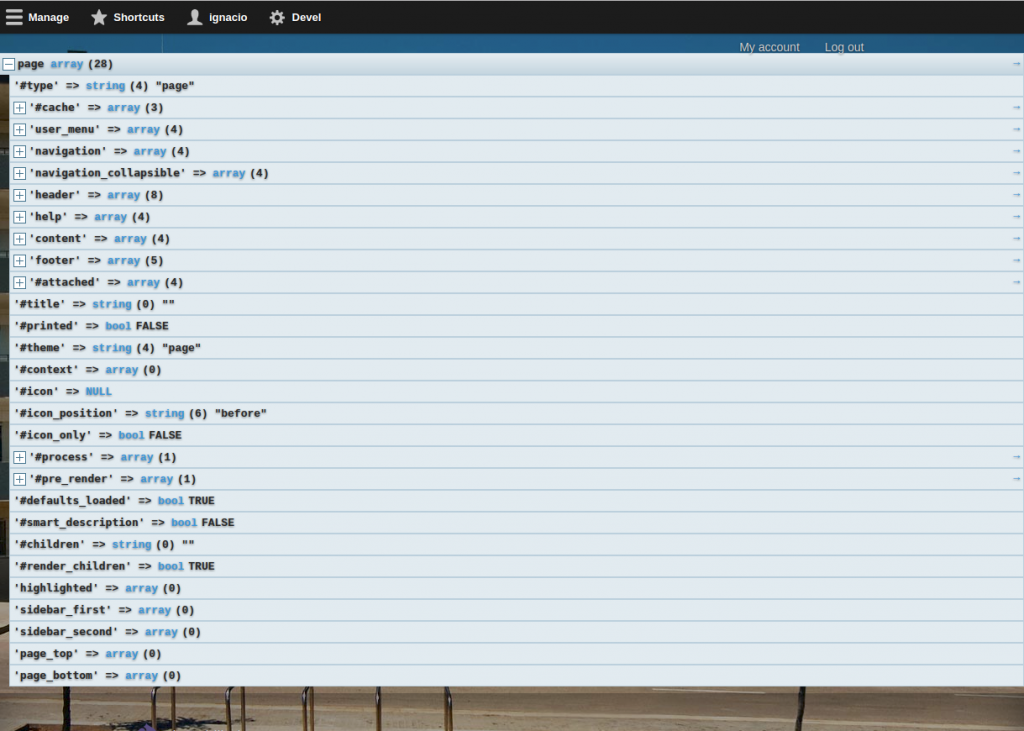 Manage Shortcuts ignacio Devel
My account Log out
page array (28)
'#type' => string (4) "page"
'#cache' => array (3)
'user_menu' => array (4)
'navigation' => array (4)
'navigation_collapsible' => array (4)
'header' => array (8)
'help' => array (4)
'content' => array (4)
'footer' => array (5)
'#attached' => array (4)
'#title' => string (0) ""
'#printed' => bool FALSE
'#theme' => string (4) "page"
'#context' => array (0)
'#icon' => NULL
'#icon_position' => string (6) "before"
'#icon_only' => bool FALSE
'#process' => array (1)
'#pre_render' => array (1)
'#defaults_loaded' => bool TRUE
'#smart_description' => bool FALSE
'#children' => string (0) ""
'#render_children' => bool TRUE
'highlighted' => array (0)
'sidebar_first' => array (0)
'sidebar_second' => array (0)
'page_top' => array (0)
'page_bottom' => array (0)